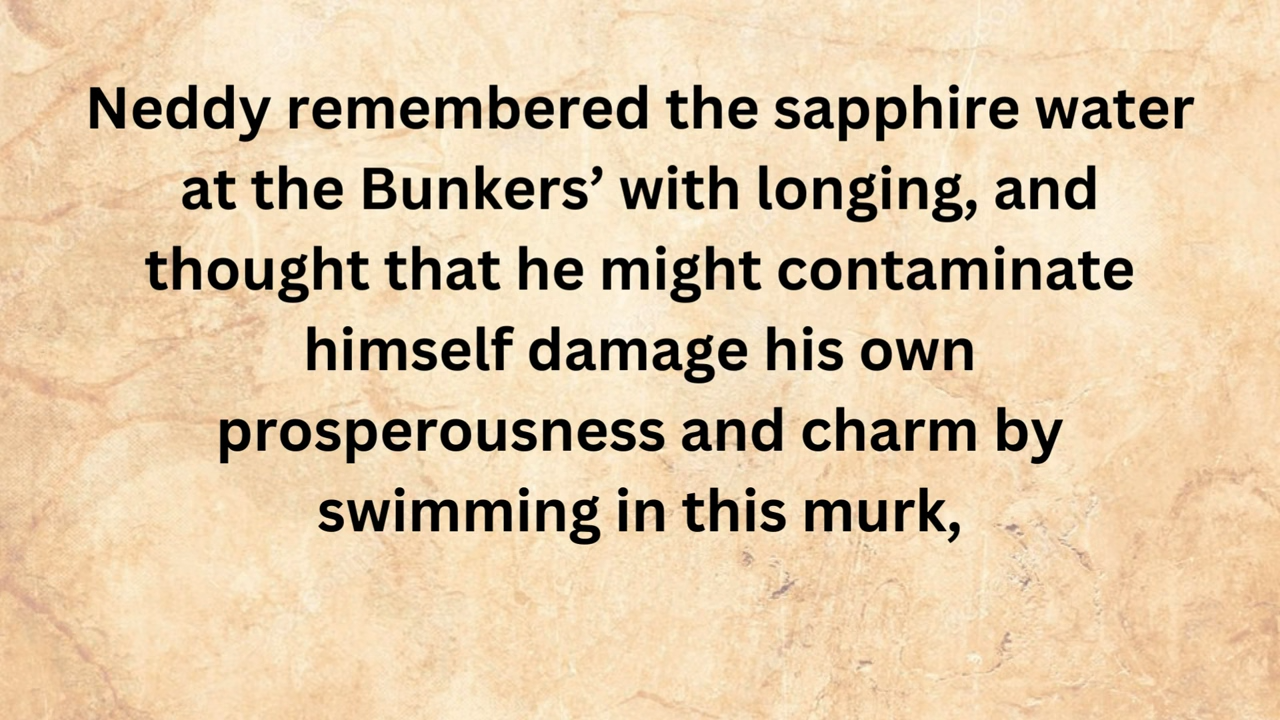 Neddy remembered the sapphire water
at the Bunkers’ with longing, and
thought that he might contaminate
himself damage his own
prosperousness and charm by
swimming in this murk,